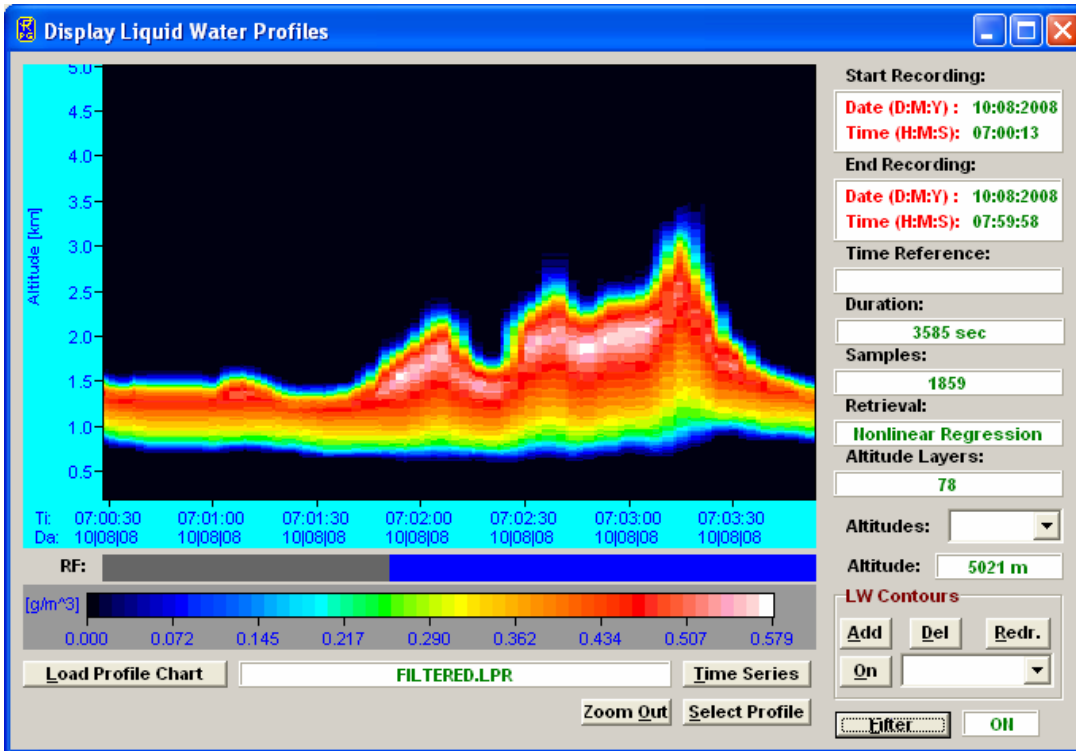 Display Liquid Water Profiles
5.0
4.5
4.0
3.5
3.0
2.5
2.0
1.5
1.0
0.5
Altitude [km]
Ti: 07:00:30 07:01:00 07:01:30 07:02:00 07:02:30 07:03:00 07:03:30
Da: 10|08|08 10|08|08 10|08|08 10|08|08 10|08|08 10|08|08 10|08|08
RF:
[g/m^3]
0.000 0.072 0.145 0.217 0.290 0.362 0.434 0.507 0.579
Load Profile Chart FILTERED.LPR Time Series
Zoom Out Select Profile
Start Recording:
Date (D:M:Y) : 10:08:2008
Time (H:M:S): 07:00:13
End Recording:
Date (D:M:Y) : 10:08:2008
Time (H:M:S): 07:59:58
Time Reference:
Duration:
3585 sec
Samples:
1859
Retrieval:
Nonlinear Regression
Altitude Layers:
78
Altitudes:
Altitude: 5021 m
LW Contours
Add Del Redr.
On
Filter ON